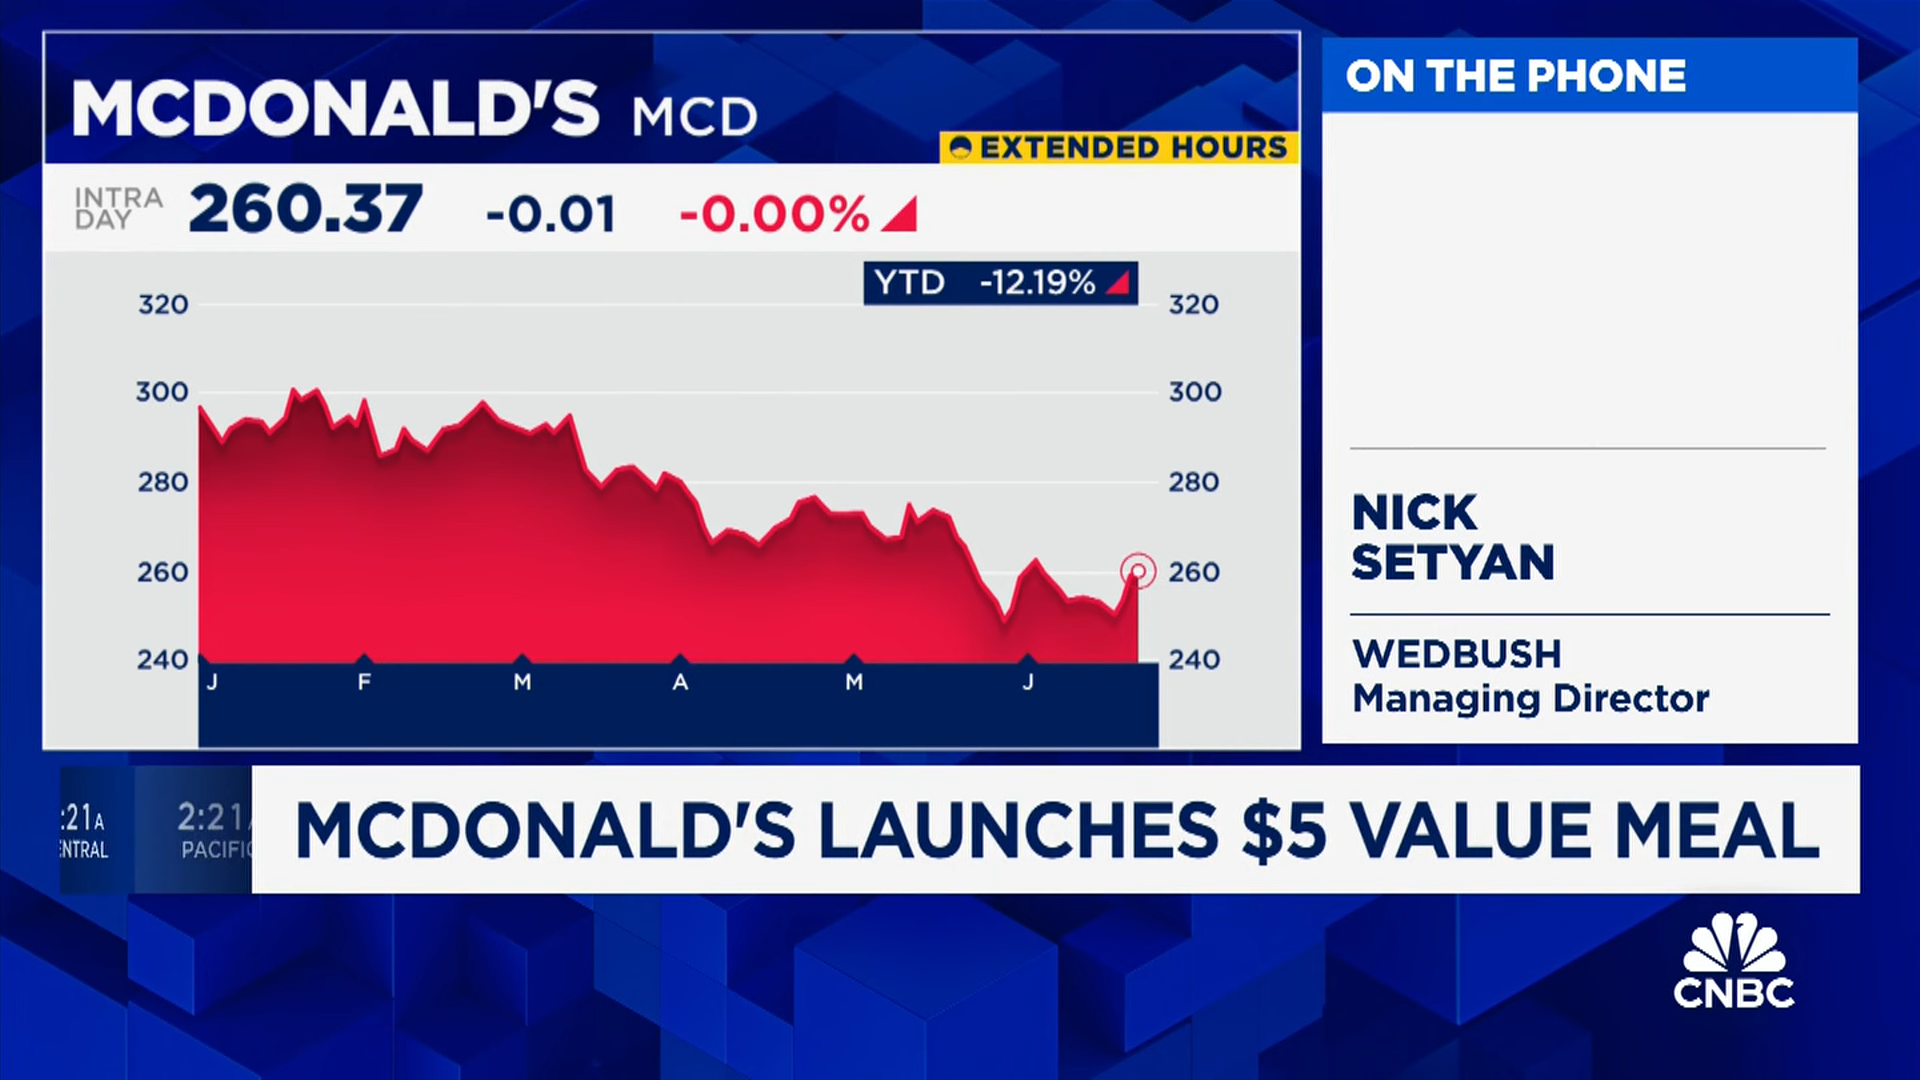 MCDONALD'S MCD
EXTENDED HOURS
INTRA
DAY
260.37 -0.01 -0.00%
YTD -12.19%
320 320
300 300
280 280
260 260
240 240
J F M A M J
ON THE PHONE
NICK
SETYAN
WEDBUSH
Managing Director
:21A 2:21
PACIFIC
MCDONALD'S LAUNCHES $5 VALUE MEAL
CNBC